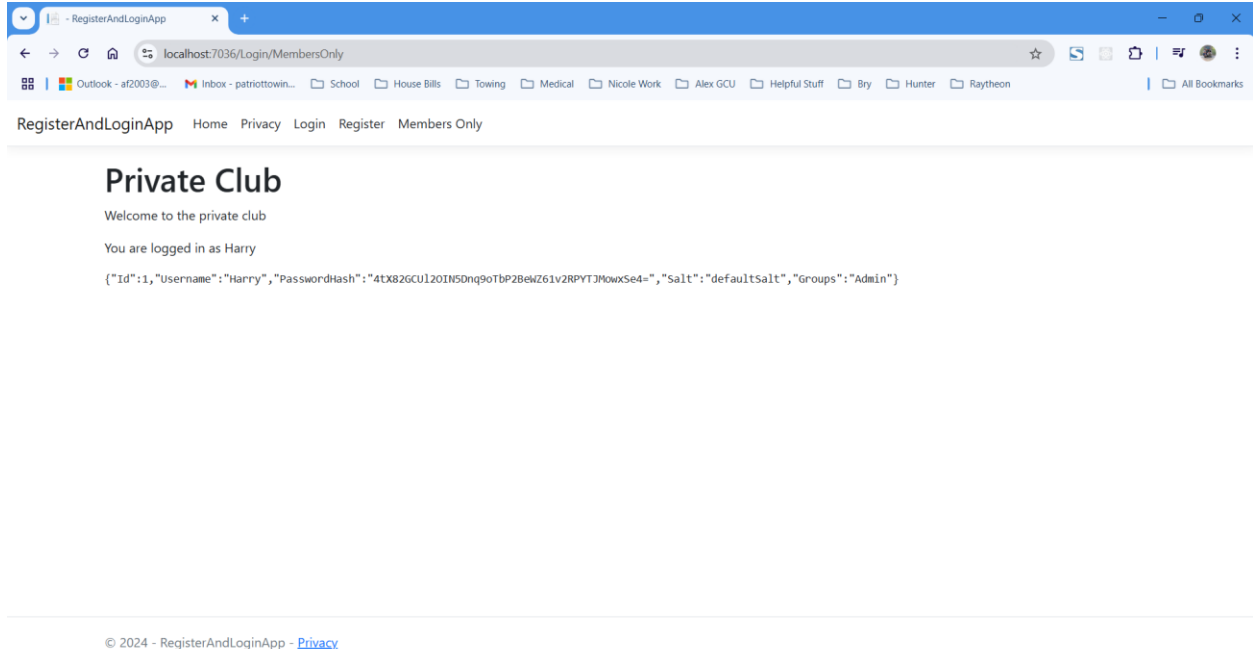 - RegisterAndLoginApp
localhost:7036/Login/MembersOnly
Outlook - af2003@... Inbox - patriottowin... School House Bills Towing Medical Nicole Work Alex GCU Helpful Stuff Bry Hunter Raytheon All Bookmarks
RegisterAndLoginApp Home Privacy Login Register Members Only
Private Club
Welcome to the private club
You are logged in as Harry
{"Id":1,"Username":"Harry","PasswordHash":"4tX82GCUl2OIN5Dnq9oTbP2BeWZ61v2RPYTJMowxSe4=","Salt":"defaultSalt","Groups":"Admin"}
© 2024 - RegisterAndLoginApp - Privacy